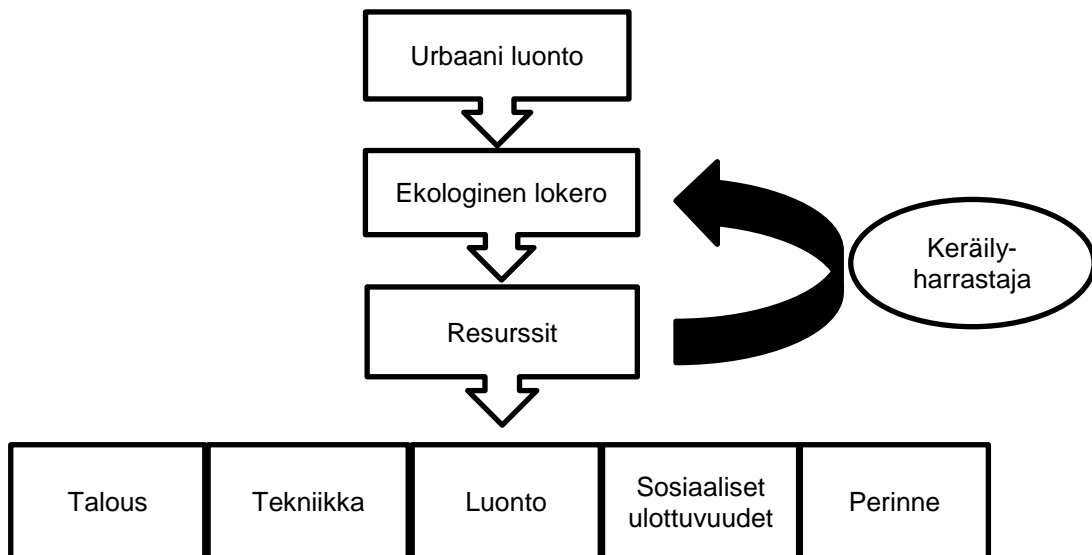 Urbaani luonto
Ekologinen lokero
Keräily-
harrastaja
Resurssit
Talous
Tekniikka
Luonto
Sosiaaliset
ulottuvuudet
Perinne